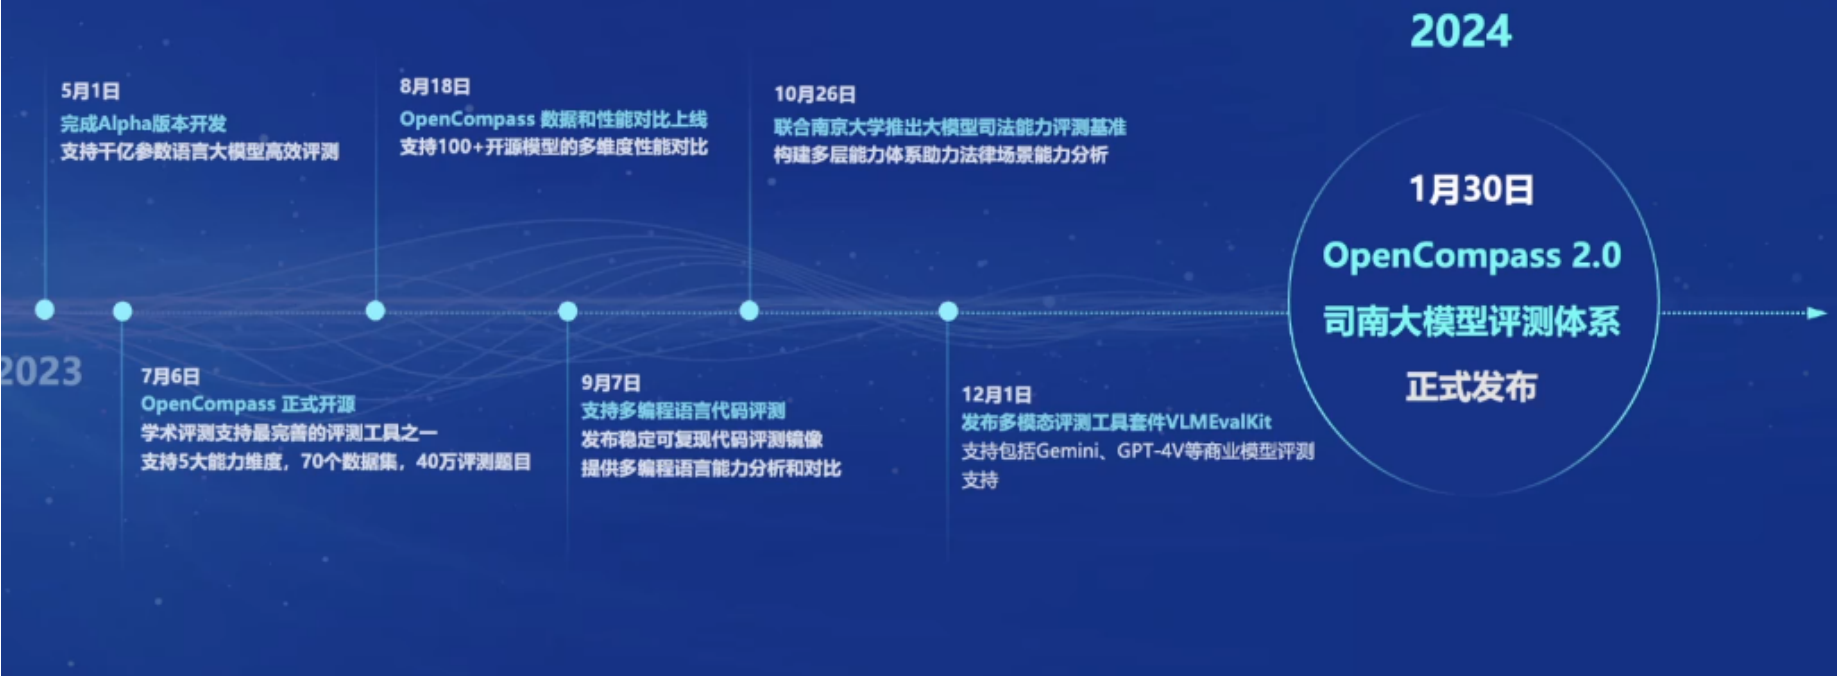 2024
5月1日
完成Alpha版本开发
支持千亿参数语言大模型高效评测
8月18日
OpenCompass 数据和性能对比上线
支持100+开源模型的多维度性能对比
10月26日
联合南京大学推出大模型司法能力评测基准
构建多层能力体系助力法律场景能力分析
1月30日
OpenCompass 2.0
司南大模型评测体系
正式发布
2023
7月6日
OpenCompass 正式开源
学术评测支持最完善的评测工具之一
支持5大能力维度，70个数据集，40万评测题目
9月7日
支持多编程语言代码评测
发布稳定可复现代码评测镜像
提供多编程语言能力分析和对比
12月1日
发布多模态评测工具套件VLMEvalKit
支持包括Gemini、GPT-4V等商业模型评测
支持